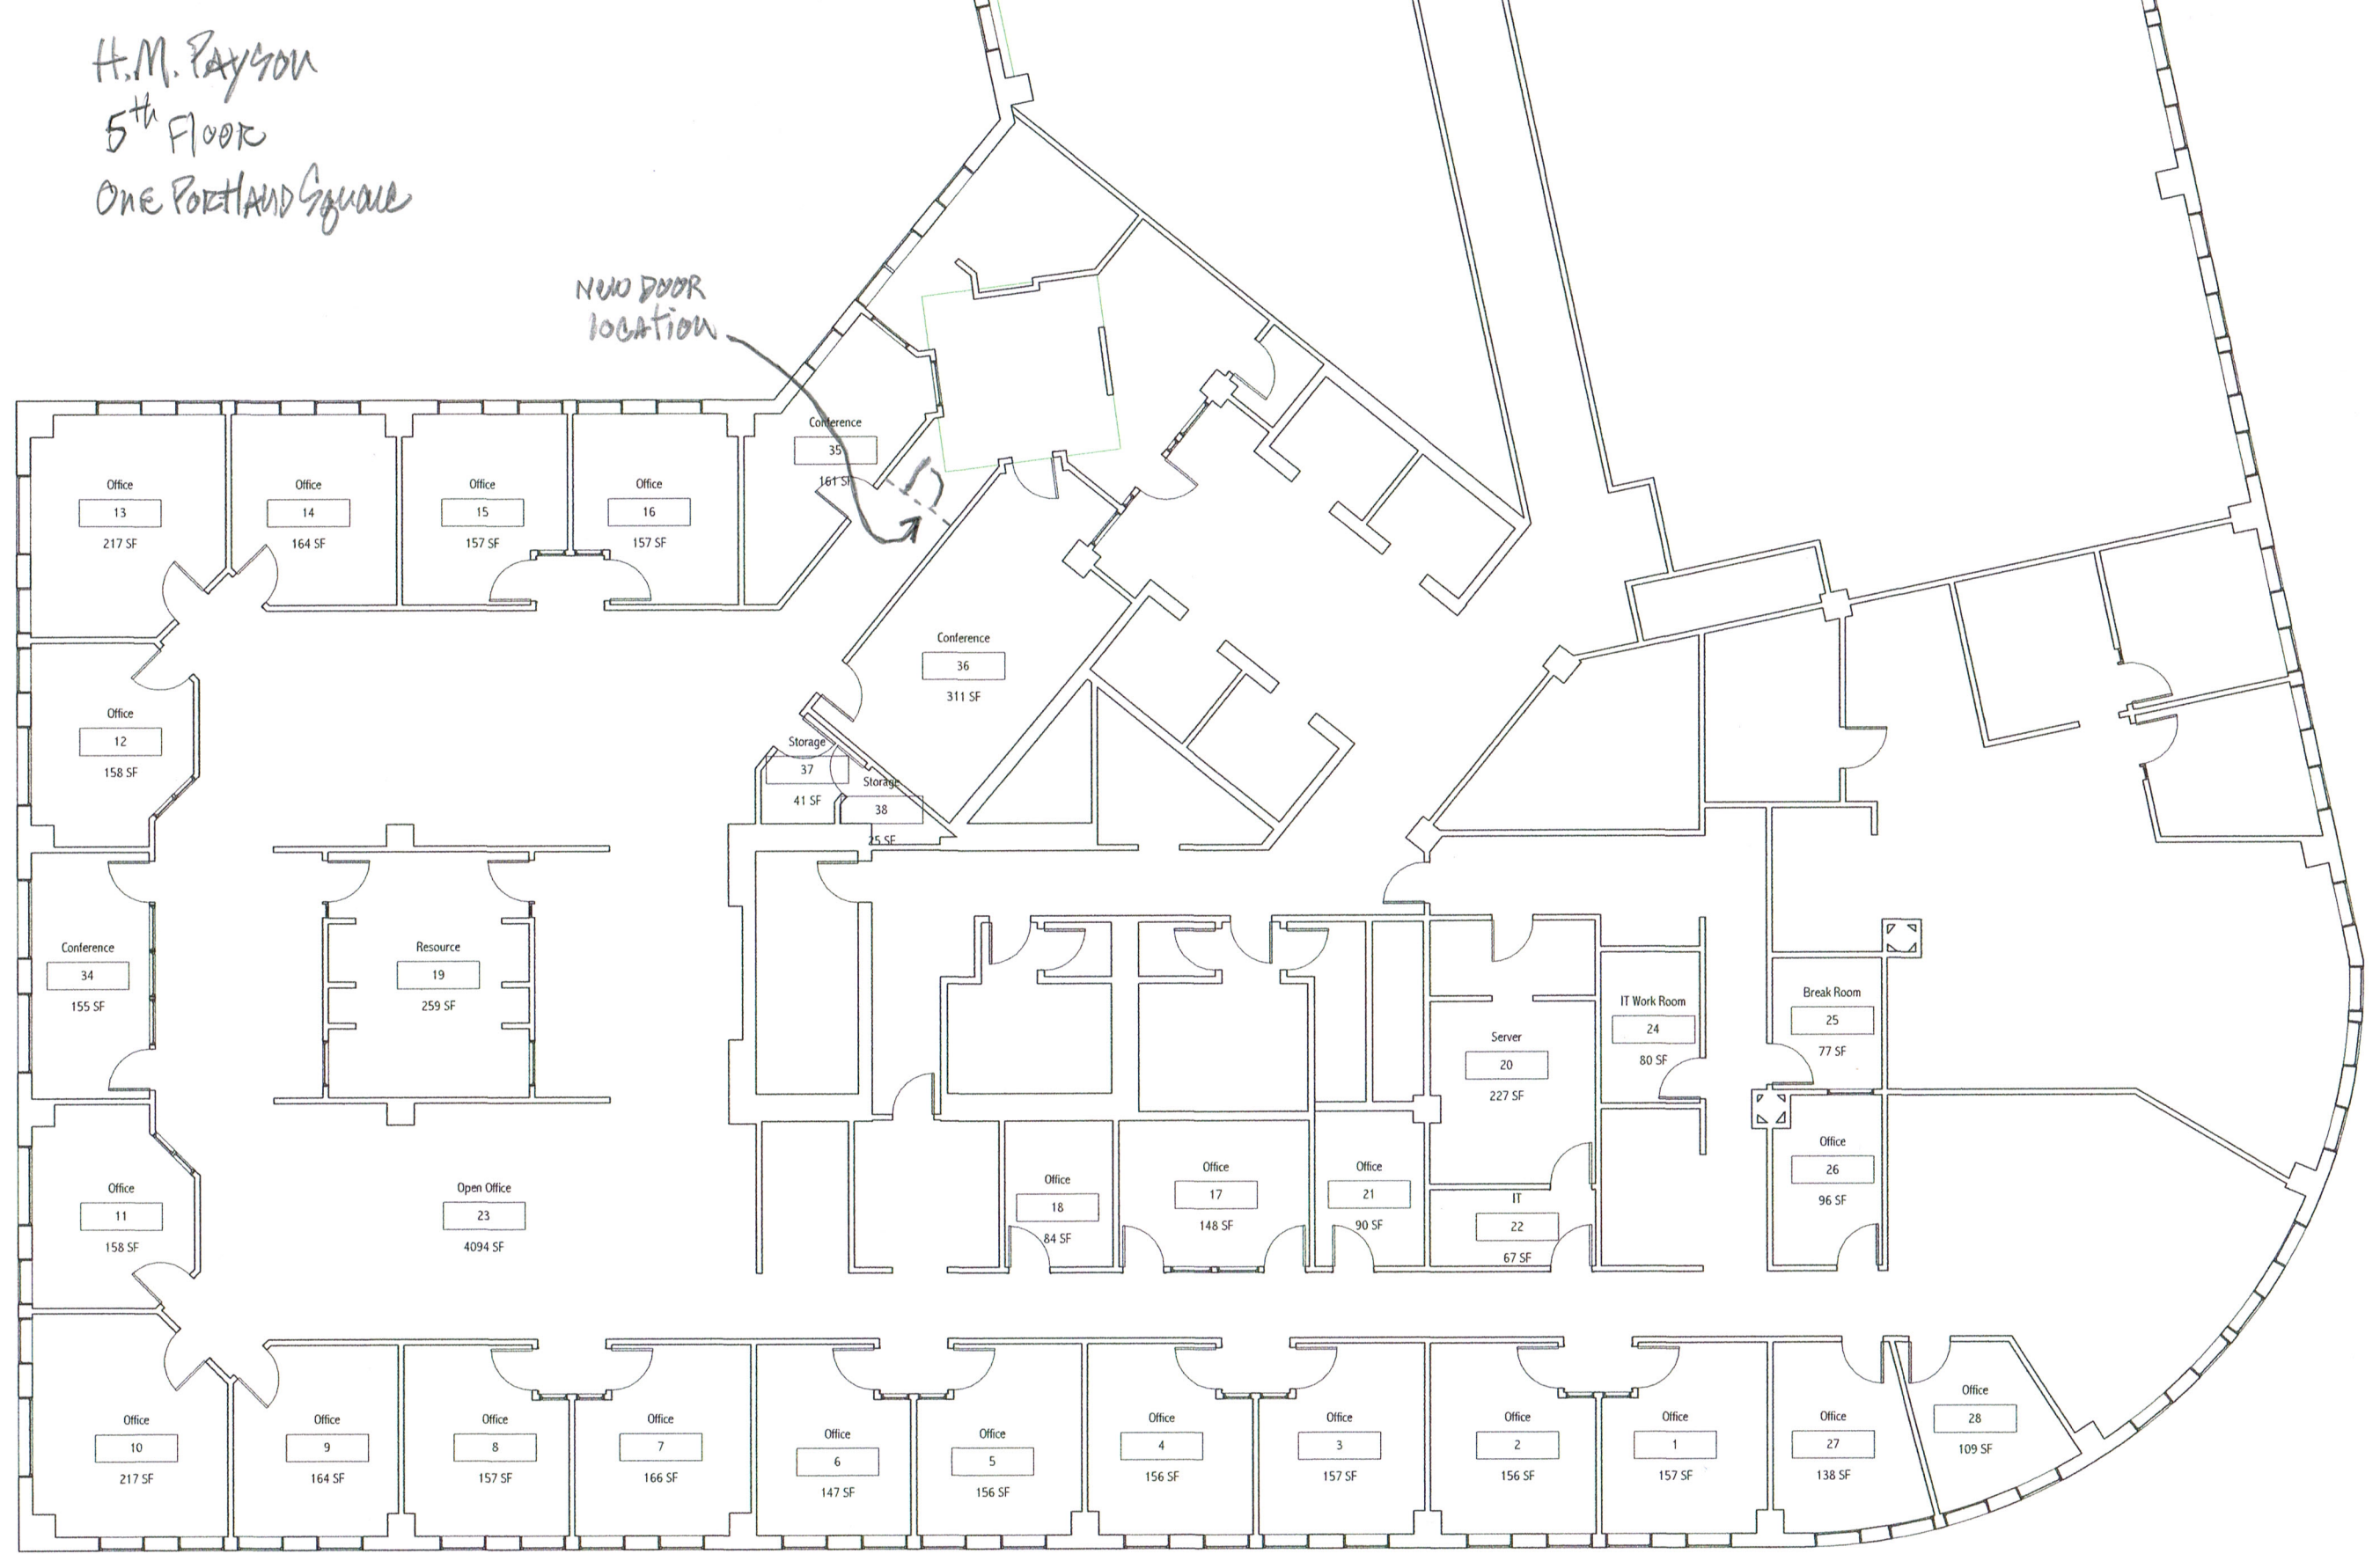 H.M. Payson
5th Floor
One Portland Square
New Door
location
Conference
35
161 SF
Office
13
217 SF
Office
14
164 SF
Office
15
157 SF
Office
16
157 SF
Conference
36
311 SF
Office
12
158 SF
Storage
37
41 SF
Storage
38
25 SF
Conference
34
155 SF
Resource
19
259 SF
Server
20
227 SF
IT Work Room
24
80 SF
Break Room
25
77 SF
Office
11
158 SF
Open Office
23
4094 SF
Office
18
84 SF
Office
17
148 SF
Office
21
90 SF
IT
22
67 SF
Office
26
96 SF
Office
10
217 SF
Office
9
164 SF
Office
8
157 SF
Office
7
166 SF
Office
6
147 SF
Office
5
156 SF
Office
4
156 SF
Office
3
157 SF
Office
2
156 SF
Office
1
157 SF
Office
27
138 SF
Office
28
109 SF